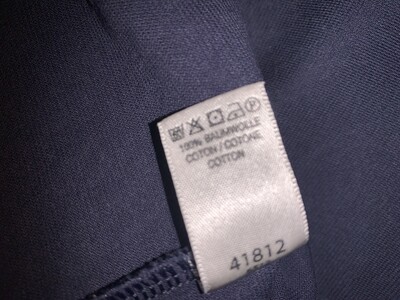 100% BAUMWOLLE
COTON / COTONE
COTTON
41812